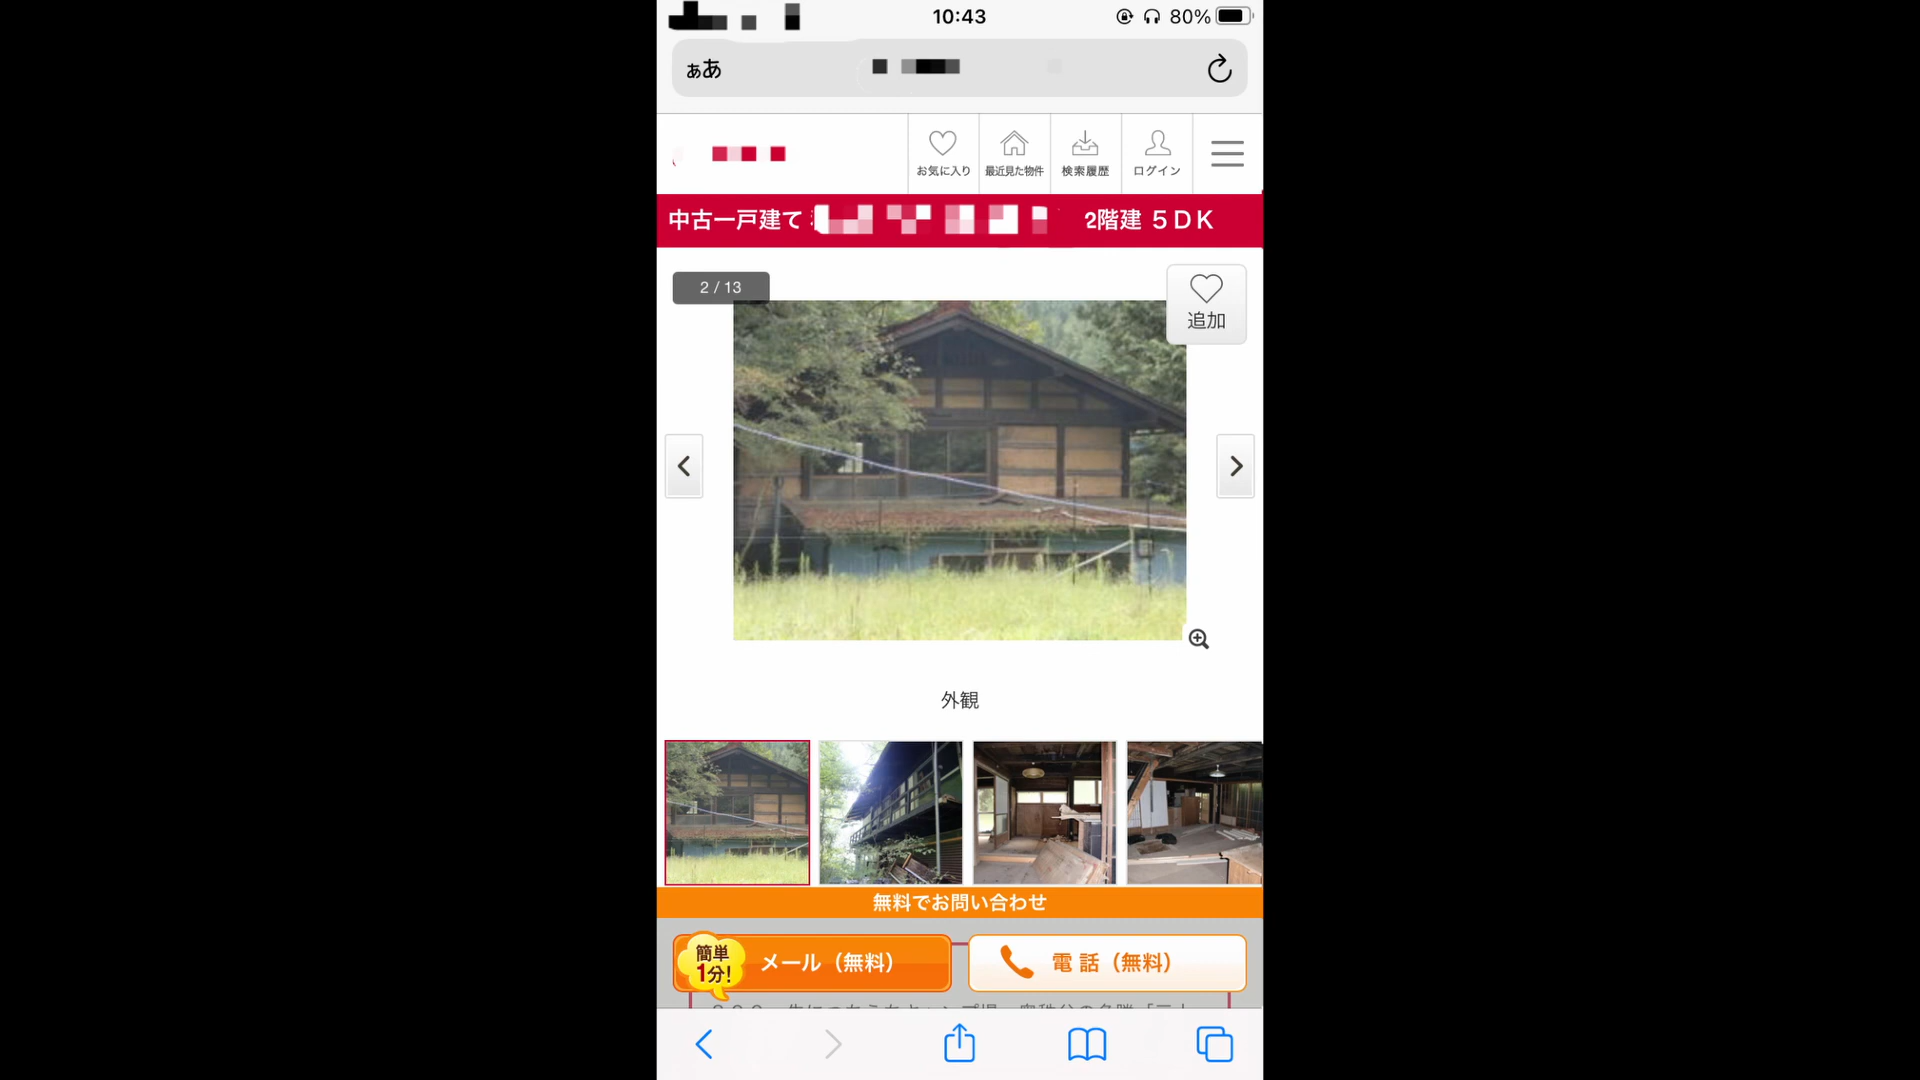 10:43
80%
ぁあ
お気に入り
最近見た物件
検索履歴
ログイン
中古一戸建て
2階建 5DK
2 / 13
追加
外観
無料でお問い合わせ
簡単
1分!
メール（無料）
電話（無料）